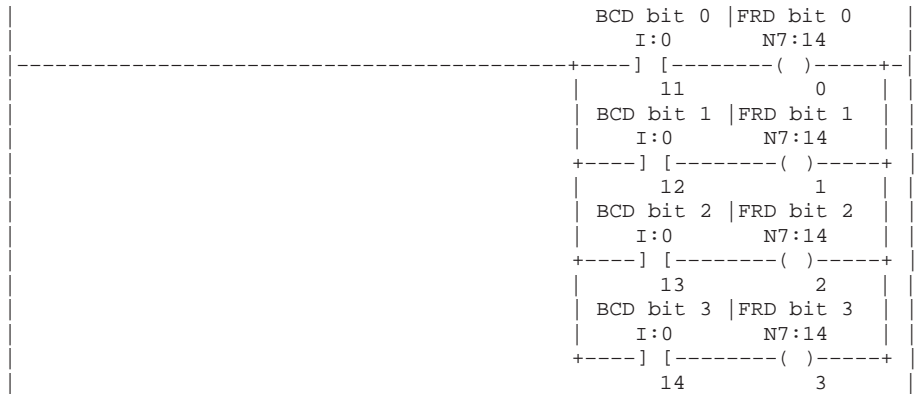 BCD bit 0 |FRD bit 0
I:0 N7:14
|-------------------------------------------+----] [--------( )-----+-|
11 0
BCD bit 1 |FRD bit 1
I:0 N7:14
+----] [--------( )-----+
12 1
BCD bit 2 |FRD bit 2
I:0 N7:14
+----] [--------( )-----+
13 2
BCD bit 3 |FRD bit 3
I:0 N7:14
+----] [--------( )-----+
14 3